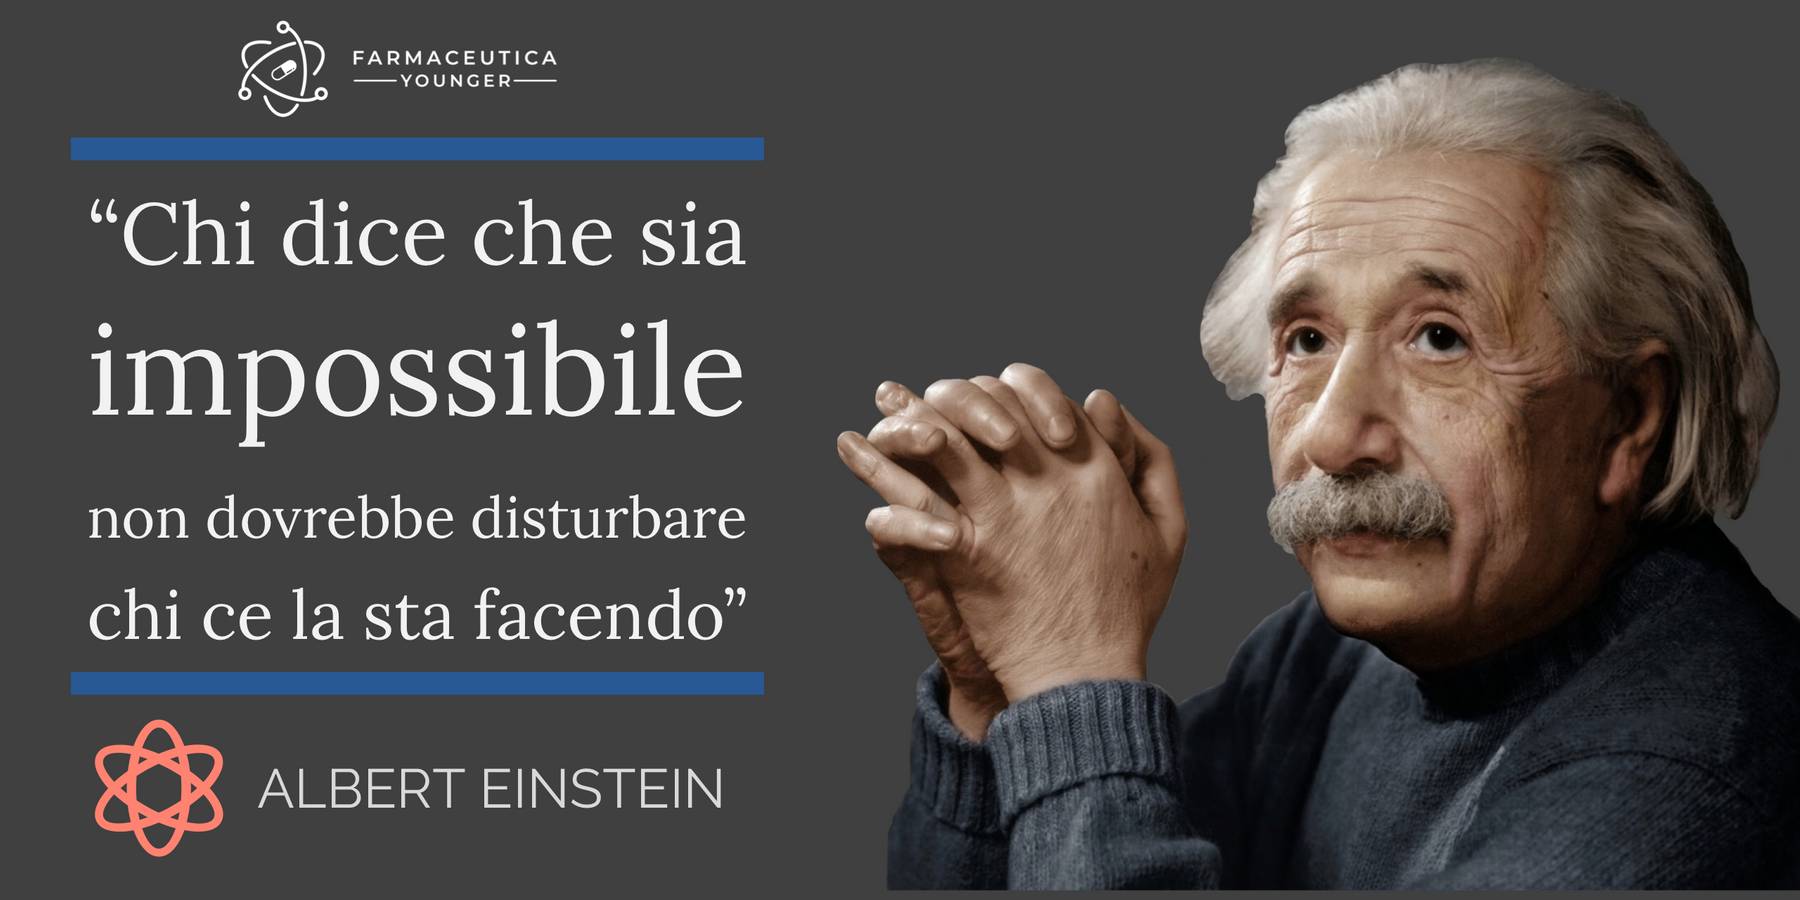 FARMACEUTICA
YOUNGER
“Chi dice che sia
impossibile
non dovrebbe disturbare
chi ce la sta facendo”
ALBERT EINSTEIN